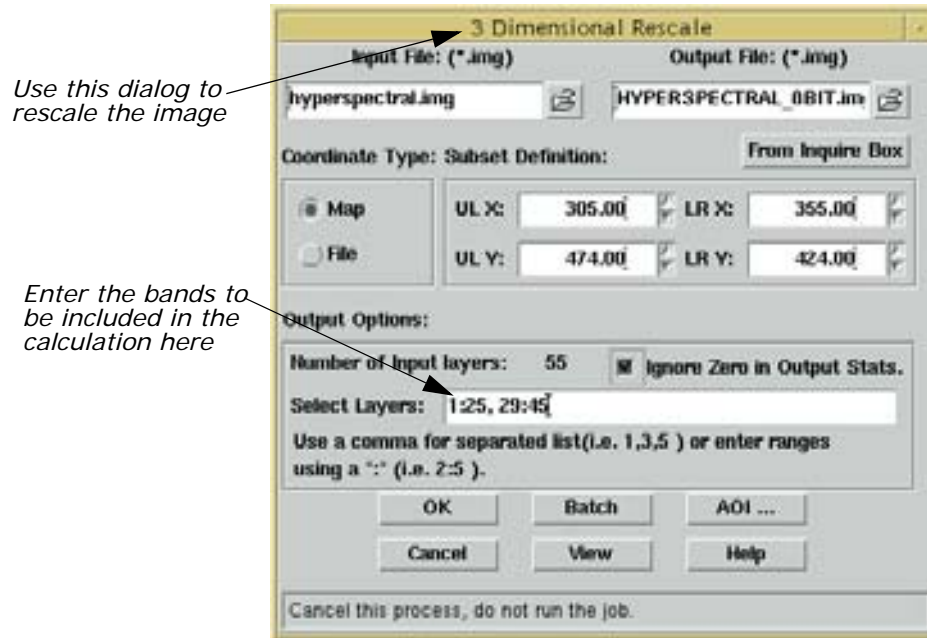 3 Dimensional Rescale
Input File: (*.img)
Output File: (*.img)
Use this dialog to
rescale the image
hyperspectral.img
HYPERSPECTRAL_8BIT.im
From Inquire Box
Coordinate Type:
Subset Definition:
Map
File
UL X:
305.00
LR X:
355.00
UL Y:
474.00
LR Y:
424.00
Enter the bands to
be included in the
calculation here
Output Options:
Number of Input layers: 55
Ignore Zero in Output Stats.
Select Layers:
1:25, 29:45
Use a comma for separated list(i.e. 1,3,5 ) or enter ranges
using a ":" (i.e. 2:5 ).
OK
Batch
AOI ...
Cancel
View
Help
Cancel this process, do not run the job.